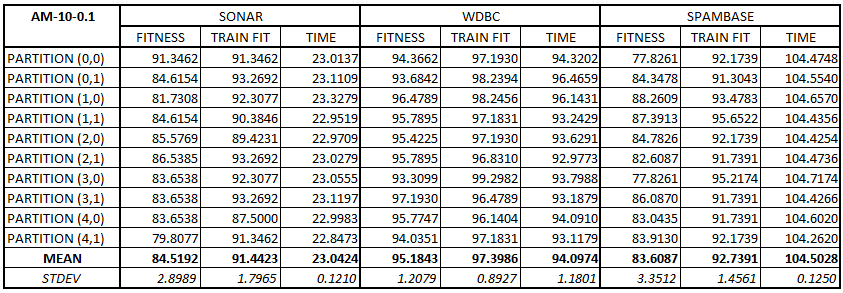 AM-10-0.1 SONAR WDBC SPAMBASE
FITNESS TRAIN FIT TIME FITNESS TRAIN FIT TIME FITNESS TRAIN FIT TIME
PARTITION (0,0) 91.3462 91.3462 23.0137 94.3662 97.1930 94.3202 77.8261 92.1739 104.4748
PARTITION (0,1) 84.6154 93.2692 23.1109 93.6842 98.2394 96.4659 84.3478 91.3043 104.5540
PARTITION (1,0) 81.7308 92.3077 23.3279 96.4789 98.2456 96.1431 88.2609 93.4783 104.6570
PARTITION (1,1) 84.6154 90.3846 22.9519 95.7895 97.1831 93.2429 87.3913 95.6522 104.4356
PARTITION (2,0) 85.5769 89.4231 22.9709 95.4225 97.1930 93.6291 84.7826 92.1739 104.4254
PARTITION (2,1) 86.5385 93.2692 23.0279 95.7895 96.8310 92.9773 82.6087 91.7391 104.4736
PARTITION (3,0) 83.6538 92.3077 23.0555 93.3099 99.2982 93.7988 77.8261 95.2174 104.7174
PARTITION (3,1) 83.6538 93.2692 23.1197 97.1930 96.4789 93.1879 86.0870 91.7391 104.4266
PARTITION (4,0) 83.6538 87.5000 22.9983 95.7747 96.1404 94.0910 83.0435 91.7391 104.6020
PARTITION (4,1) 79.8077 91.3462 22.8473 94.0351 97.1831 93.1179 83.9130 92.1739 104.2620
MEAN 84.5192 91.4423 23.0424 95.1843 97.3986 94.0974 83.6087 92.7391 104.5028
STDEV 2.8989 1.7965 0.1210 1.2079 0.8927 1.1801 3.3512 1.4561 0.1250